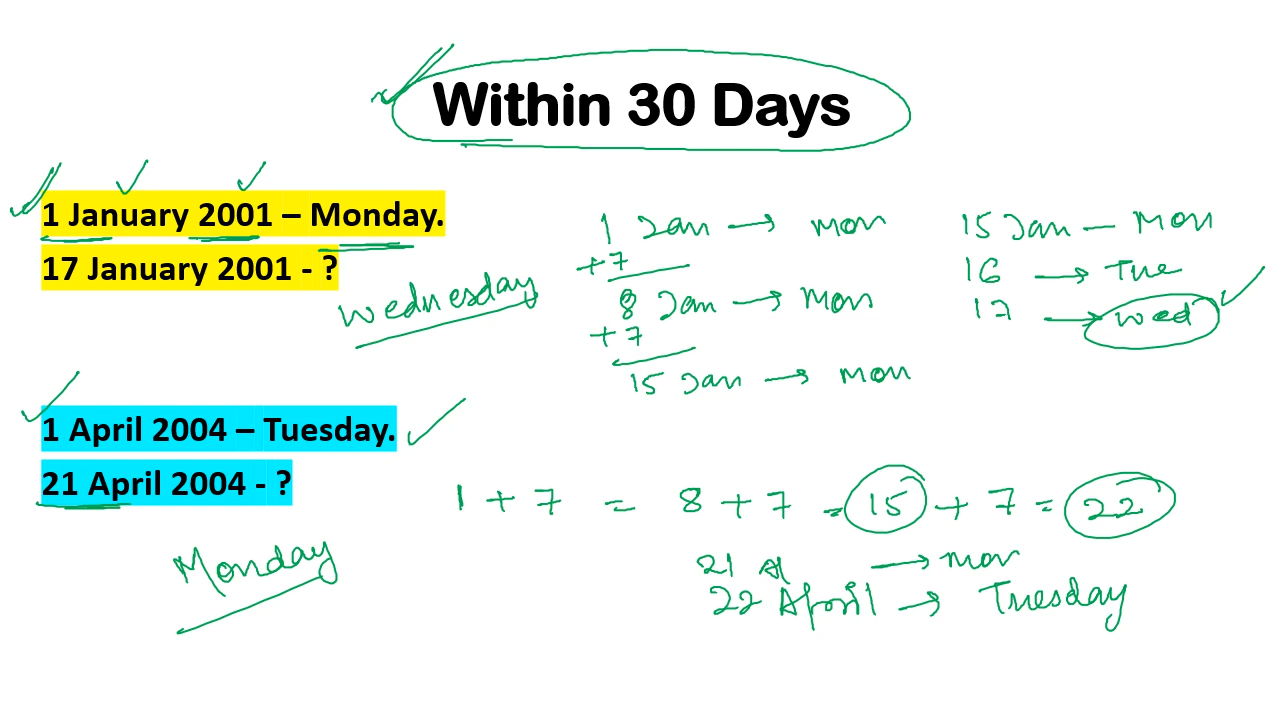 Within 30 Days
1 January 2001 – Monday.
17 January 2001 - ?
Wednesday
1 Jan → mon
+7
8 Jan → mon
+7
15 Jan → mon
15 Jan — Mon
16 → Tue
17 → wed
1 April 2004 – Tuesday.
21 April 2004 - ?
Monday
1 + 7 = 8 + 7 = 15 + 7 = 22
21 A → mon
22 April → Tuesday